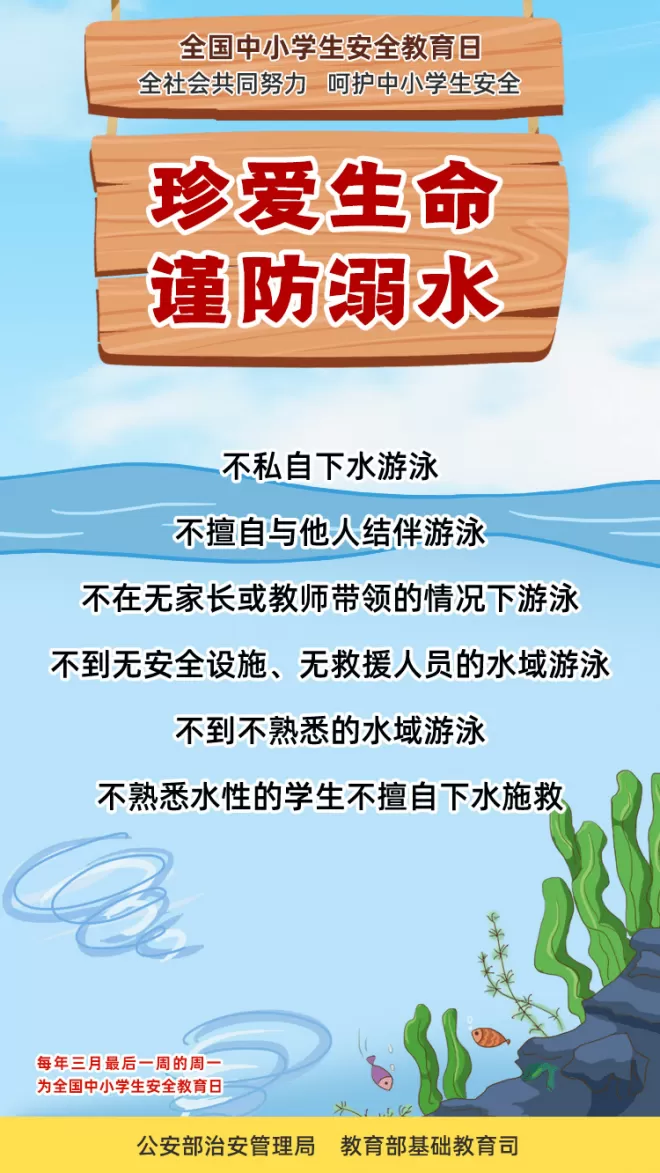 全国中小学生安全教育日
全社会共同努力 呵护中小学生安全
珍爱生命
谨防溺水
不私自下水游泳
不擅自与他人结伴游泳
不在无家长或教师带领的情况下游泳
不到无安全设施、无救援人员的水域游泳
不到不熟悉的水域游泳
不熟悉水性的学生不擅自下水施救
每年三月最后一周的周一
为全国中小学生安全教育日
公安部治安管理局 教育部基础教育司